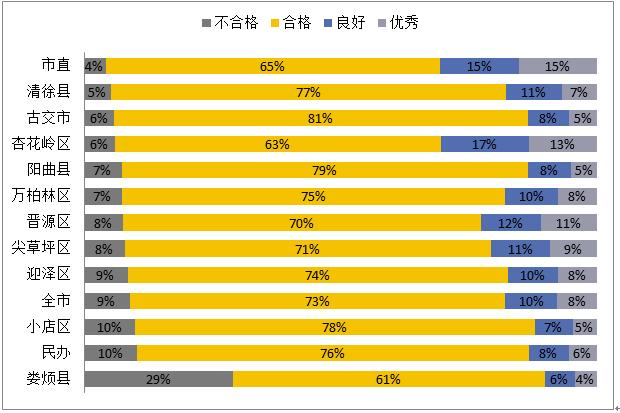 不合格 合格 良好 优秀
市直 4% 65% 15% 15%
清徐县 5% 77% 11% 7%
古交市 6% 81% 8% 5%
杏花岭区 6% 63% 17% 13%
阳曲县 7% 79% 8% 5%
万柏林区 7% 75% 10% 8%
晋源区 8% 70% 12% 11%
尖草坪区 8% 71% 11% 9%
迎泽区 9% 74% 10% 8%
全市 9% 73% 10% 8%
小店区 10% 78% 7% 5%
民办 10% 76% 8% 6%
娄烦县 29% 61% 6% 4%